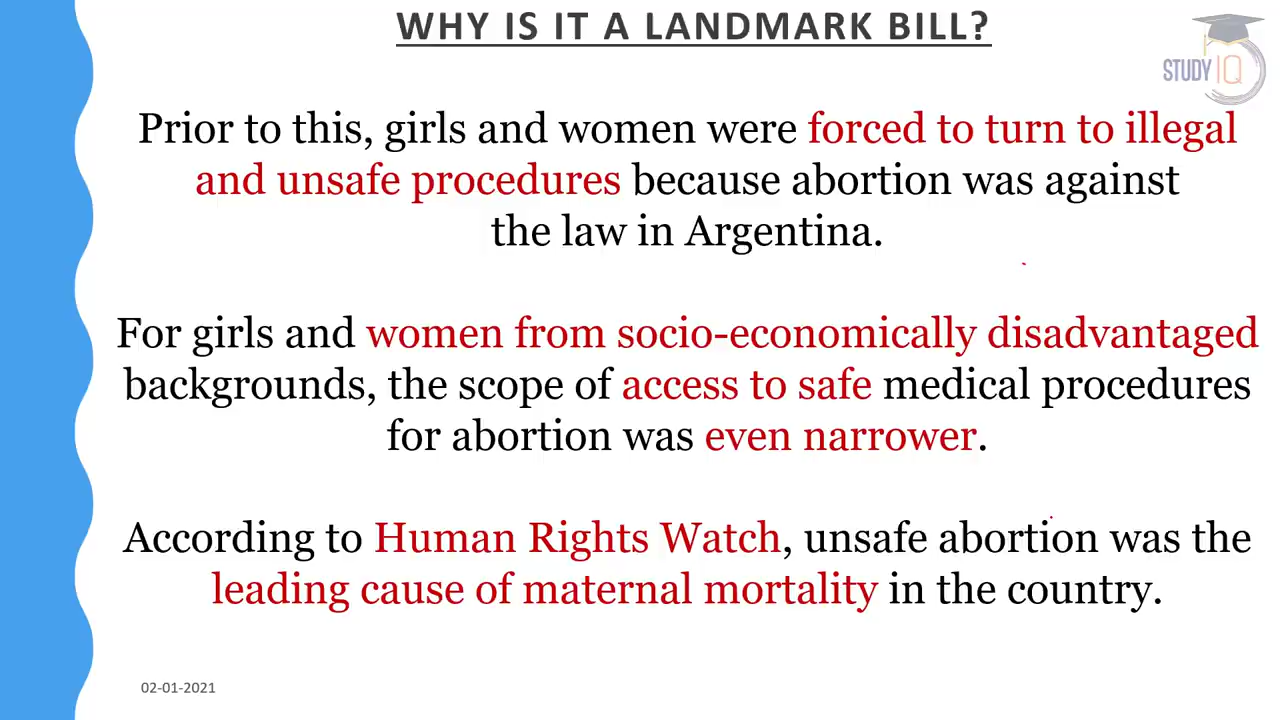 WHY IS IT A LANDMARK BILL?
STUDY IQ
Prior to this, girls and women were forced to turn to illegal
and unsafe procedures because abortion was against
the law in Argentina.
For girls and women from socio-economically disadvantaged
backgrounds, the scope of access to safe medical procedures
for abortion was even narrower.
According to Human Rights Watch, unsafe abortion was the
leading cause of maternal mortality in the country.
02-01-2021